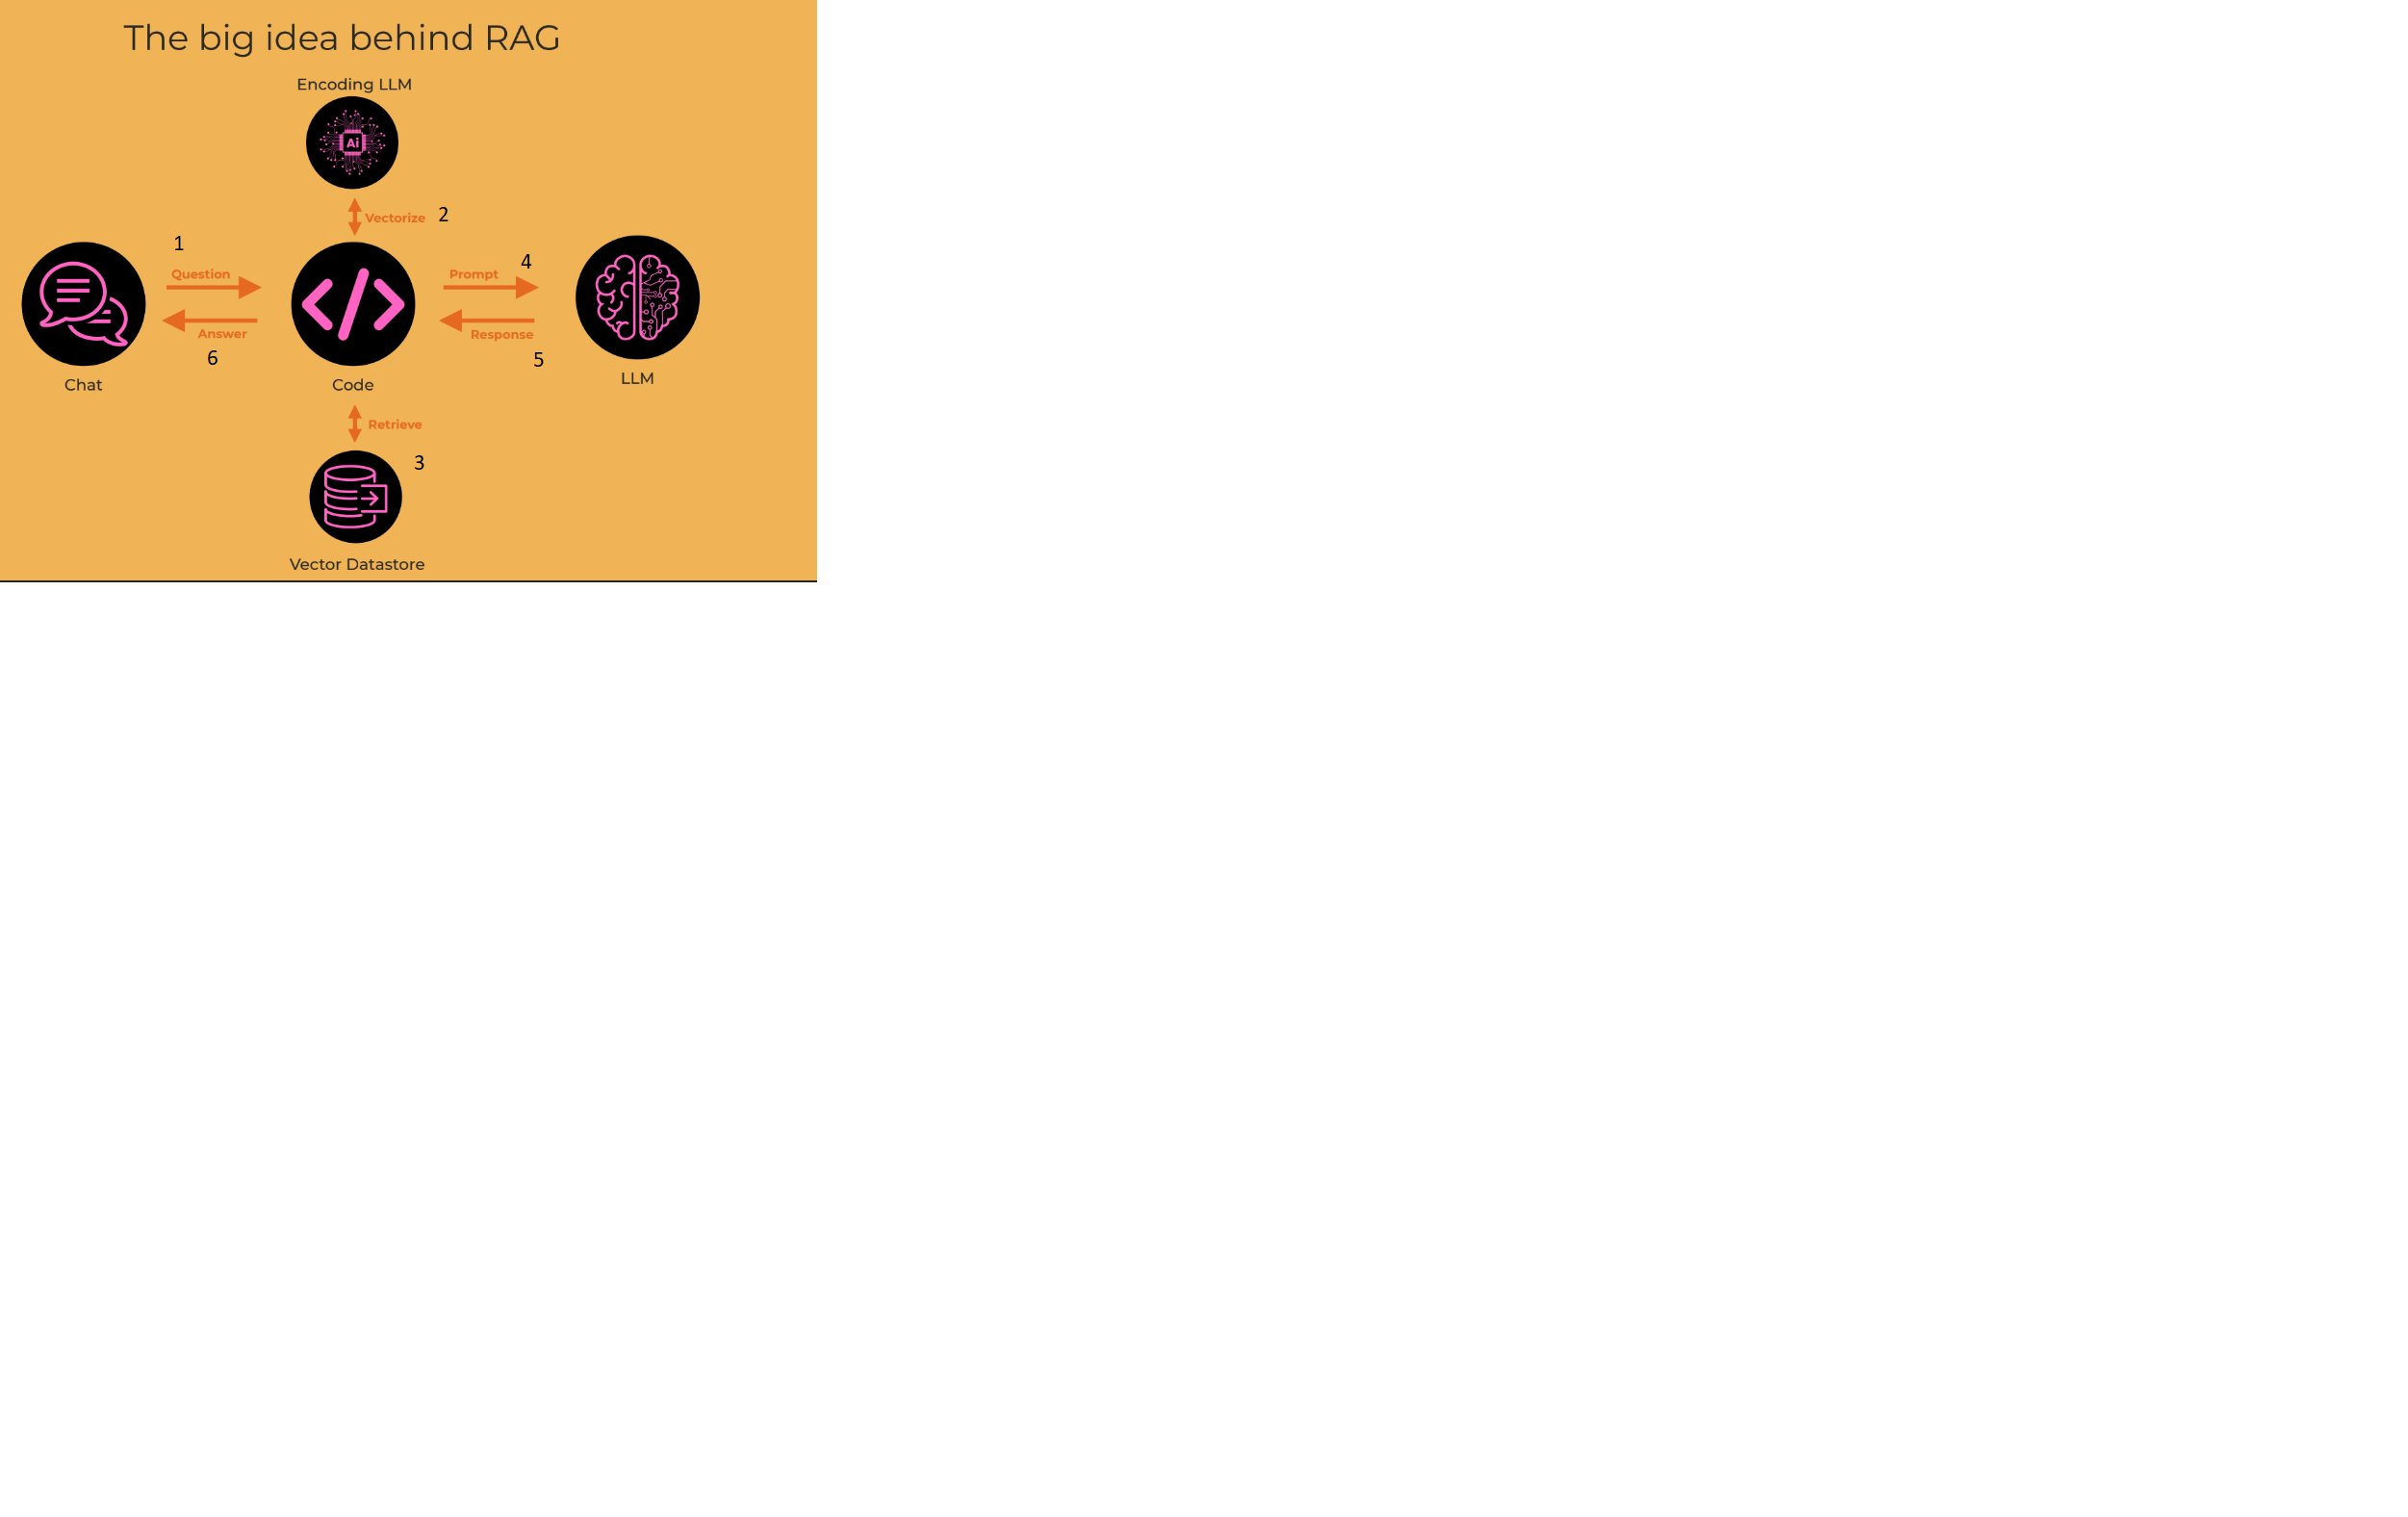 The big idea behind RAG
Encoding LLM
Ai
Vectorize 2
1
Question
Prompt 4
Answer
6
Response
5
Chat
Code
LLM
Retrieve
3
Vector Datastore